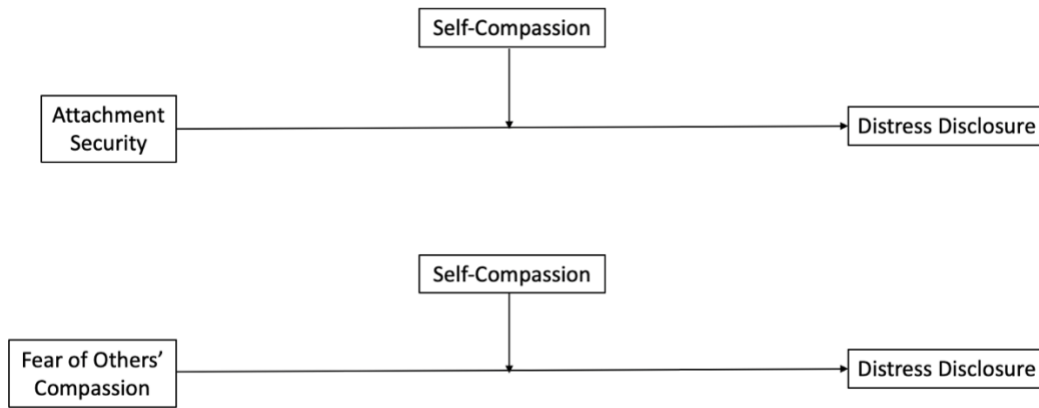 Self-Compassion
Attachment
Security
Distress Disclosure
Self-Compassion
Fear of Others’
Compassion
Distress Disclosure